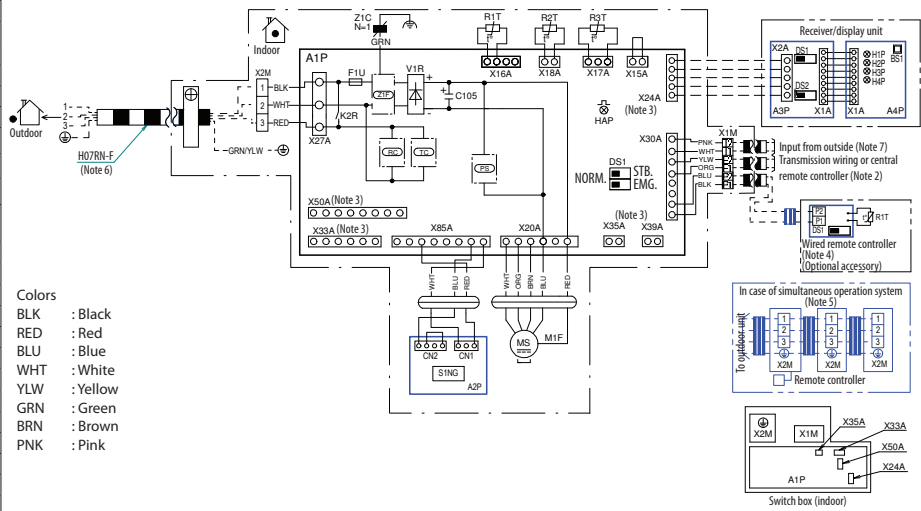 Z1C
N=1
GRN
R1T
t°
R2T
t°
R3T
t°
Indoor
A1P
X16A
X18A
X17A
X15A
Receiver/display unit
X2A
DS1
DS2
A3P
X1A
X1A
H1P
H2P
H3P
H4P
BS1
A4P
X2M
1
2
3
BLK
WHT
RED
F1U
V1R
Z1F
C105
K2R
X27A
RC
TC
PS
HAP
X24A
(Note 3)
Outdoor
1
2
3
H07RN-F
(Note 6)
GRN/YLW
X30A
PNK
WHT
YLW
ORG
BLU
BLK
X1M
T2
T1
F2
F1
P2
P1
Input from outside (Note 7)
Transmission wiring or central
remote controller (Note 2)
DS1
NORM.
STB.
EMG.
X50A (Note 3)
X33A (Note 3)
X85A
X20A
(Note 3)
X35A
X39A
P2
P1
DS1
t°
R1T
Wired remote controller
(Note 4)
(Optional accessory)
WHT
BLU
RED
WHT
ORG
BRN
BLU
RED
CN2
CN1
S1NG
A2P
MS
M1F
In case of simultaneous operation system
(Note 5)
To outdoor unit
1
2
3
X2M
1
2
3
X2M
1
2
3
X2M
Remote controller
Colors
BLK : Black
RED : Red
BLU : Blue
WHT : White
YLW : Yellow
GRN : Green
BRN : Brown
PNK : Pink
X2M
X1M
X35A
X33A
X50A
X24A
A1P
Switch box (indoor)